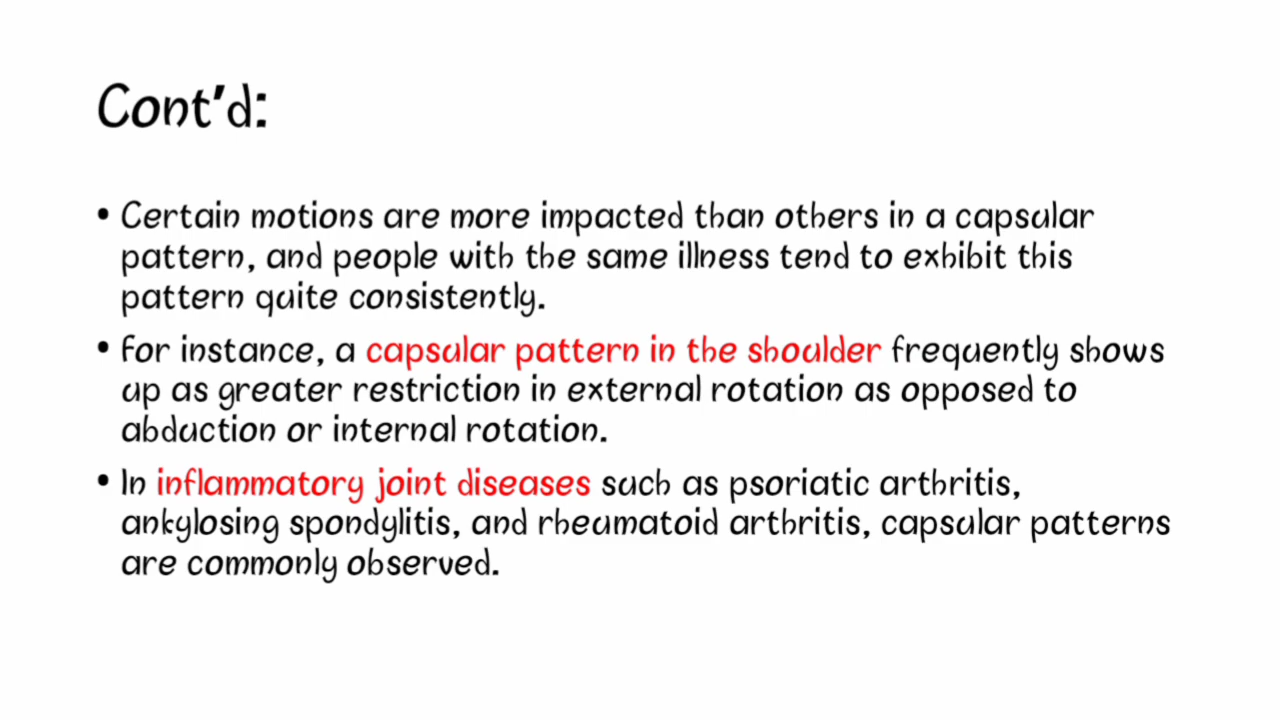 Cont'd:
• Certain motions are more impacted than others in a capsular
pattern, and people with the same illness tend to exhibit this
pattern quite consistently.
• For instance, a capsular pattern in the shoulder frequently shows
up as greater restriction in external rotation as opposed to
abduction or internal rotation.
• In inflammatory joint diseases such as psoriatic arthritis,
ankylosing spondylitis, and rheumatoid arthritis, capsular patterns
are commonly observed.